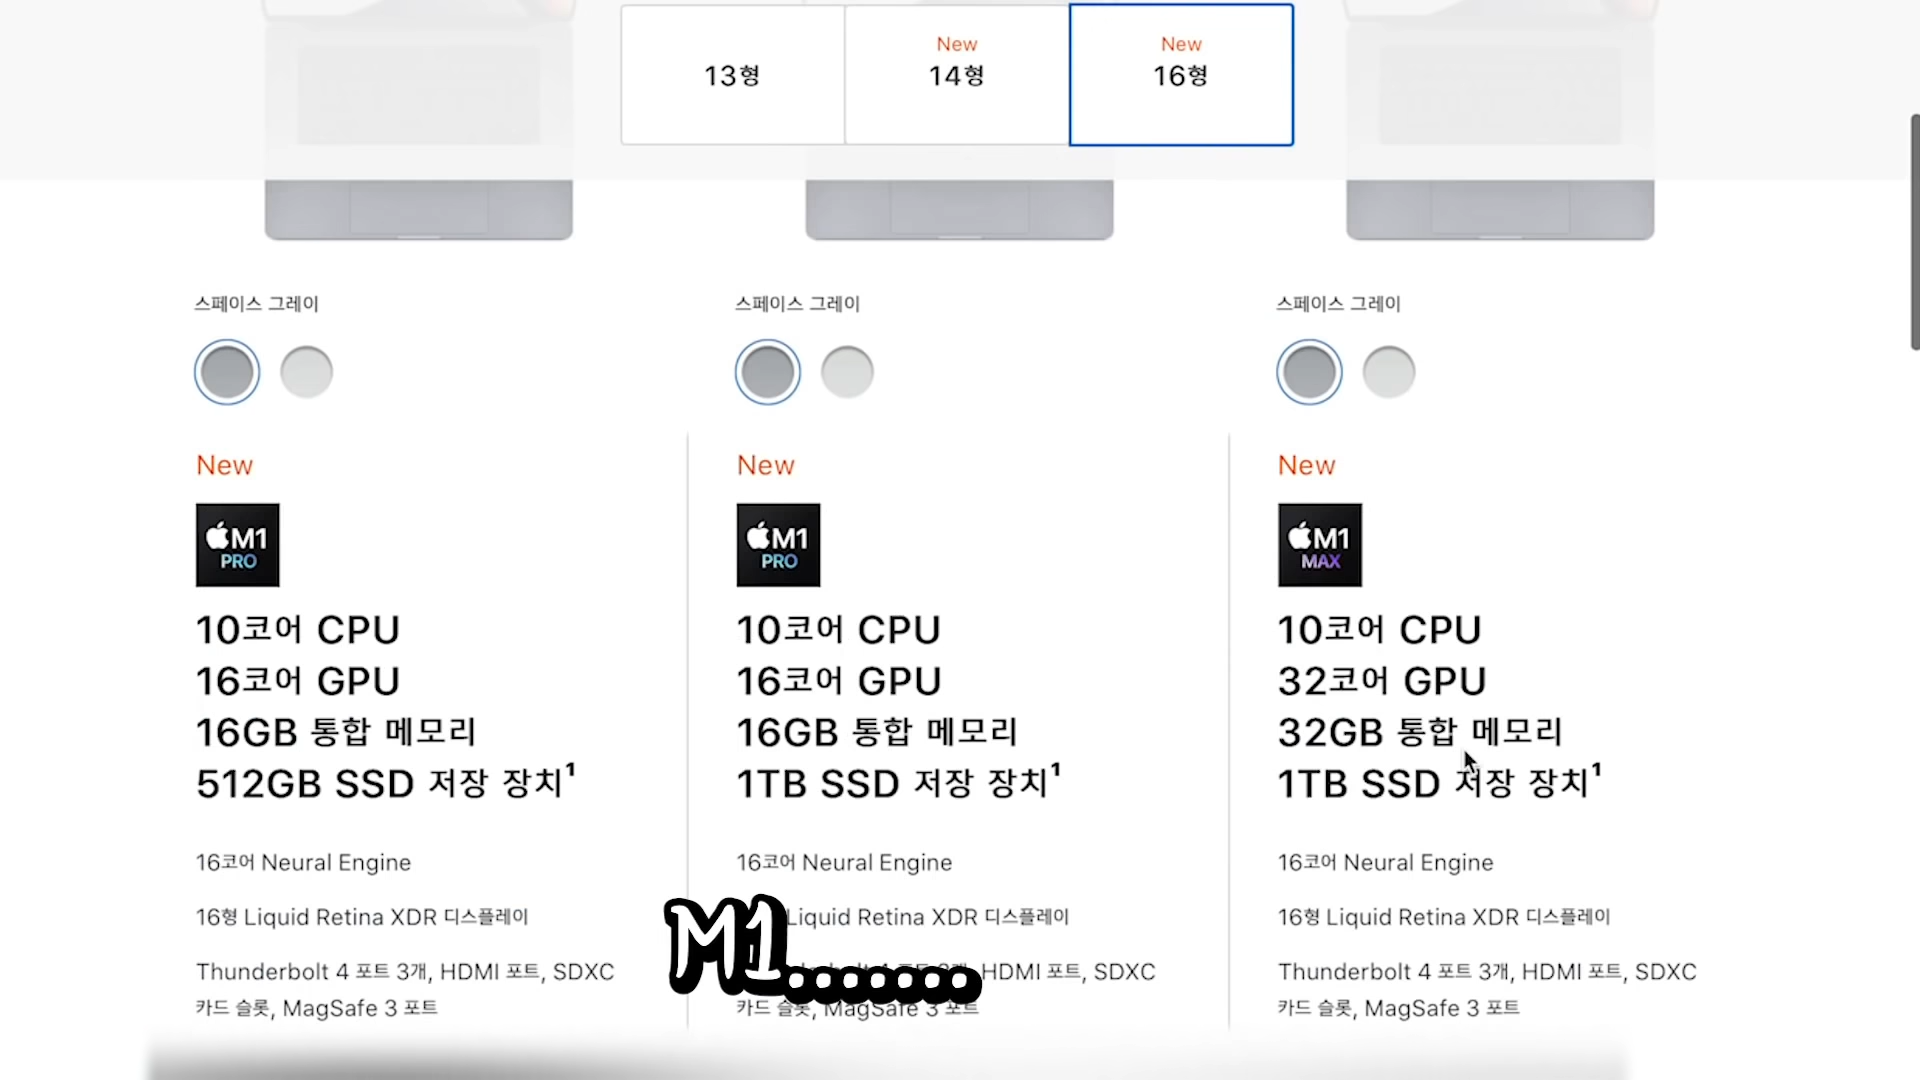 13형
New
14형
New
16형
스페이스 그레이
New
M1
PRO
10코어 CPU
16코어 GPU
16GB 통합 메모리
512GB SSD 저장 장치¹
16코어 Neural Engine
16형 Liquid Retina XDR 디스플레이
Thunderbolt 4 포트 3개, HDMI 포트, SDXC
카드 슬롯, MagSafe 3 포트
스페이스 그레이
New
M1
PRO
10코어 CPU
16코어 GPU
16GB 통합 메모리
1TB SSD 저장 장치¹
16코어 Neural Engine
Liquid Retina XDR 디스플레이
HDMI 포트, SDXC
카드 슬롯, MagSafe 3 포트
스페이스 그레이
New
M1
MAX
10코어 CPU
32코어 GPU
32GB 통합 메모리
1TB SSD 저장 장치¹
16코어 Neural Engine
16형 Liquid Retina XDR 디스플레이
Thunderbolt 4 포트 3개, HDMI 포트, SDXC
카드 슬롯, MagSafe 3 포트
M1.......